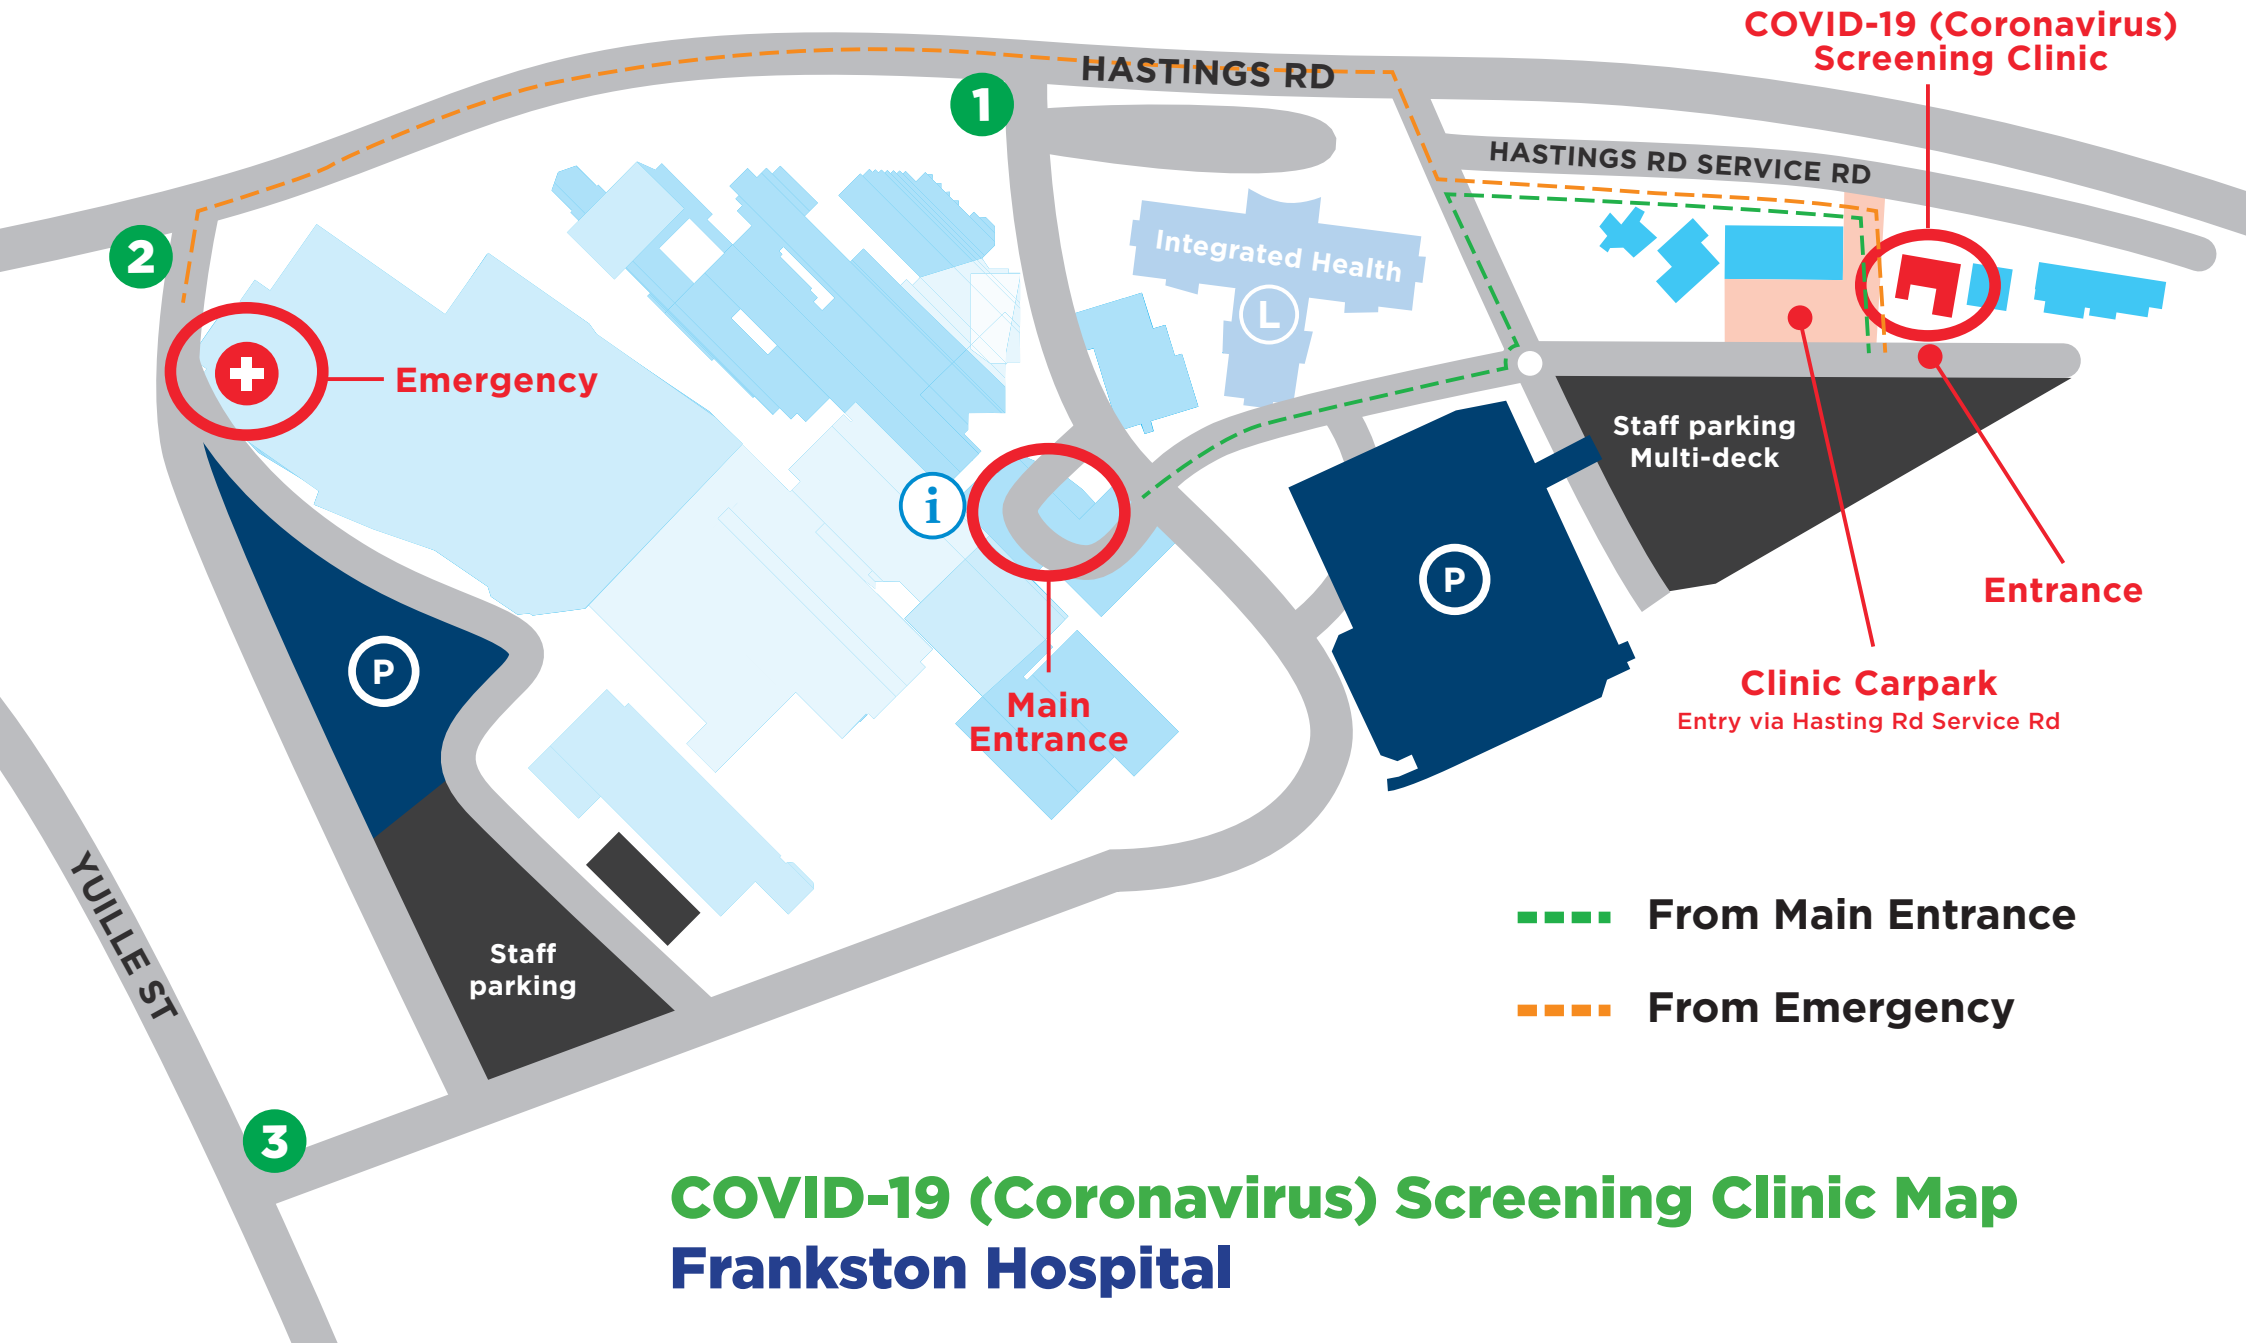 COVID-19 (Coronavirus)
Screening Clinic
HASTINGS RD
1
HASTINGS RD SERVICE RD
2
Integrated Health
L
Emergency
Staff parking
Multi-deck
i
P
Entrance
P
Clinic Carpark
Entry via Hasting Rd Service Rd
Main
Entrance
YUILLE ST
Staff
parking
From Main Entrance
From Emergency
3
COVID-19 (Coronavirus) Screening Clinic Map
Frankston Hospital